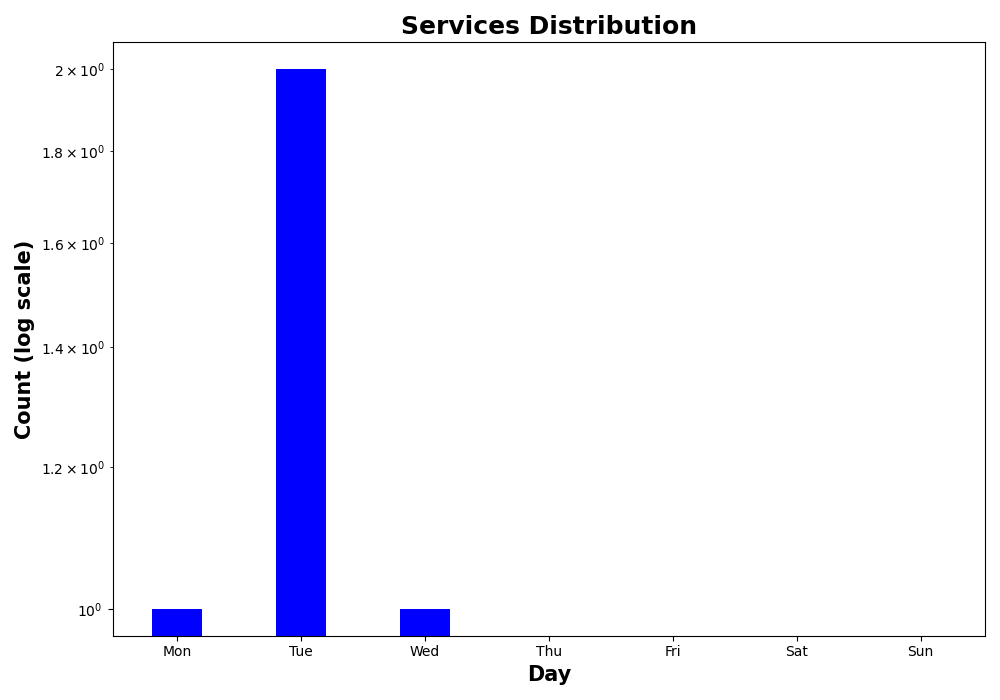 Services Distribution
Count (log scale)
2 × 10⁰
1.8 × 10⁰
1.6 × 10⁰
1.4 × 10⁰
1.2 × 10⁰
10⁰
Mon Tue Wed Thu Fri Sat Sun
Day